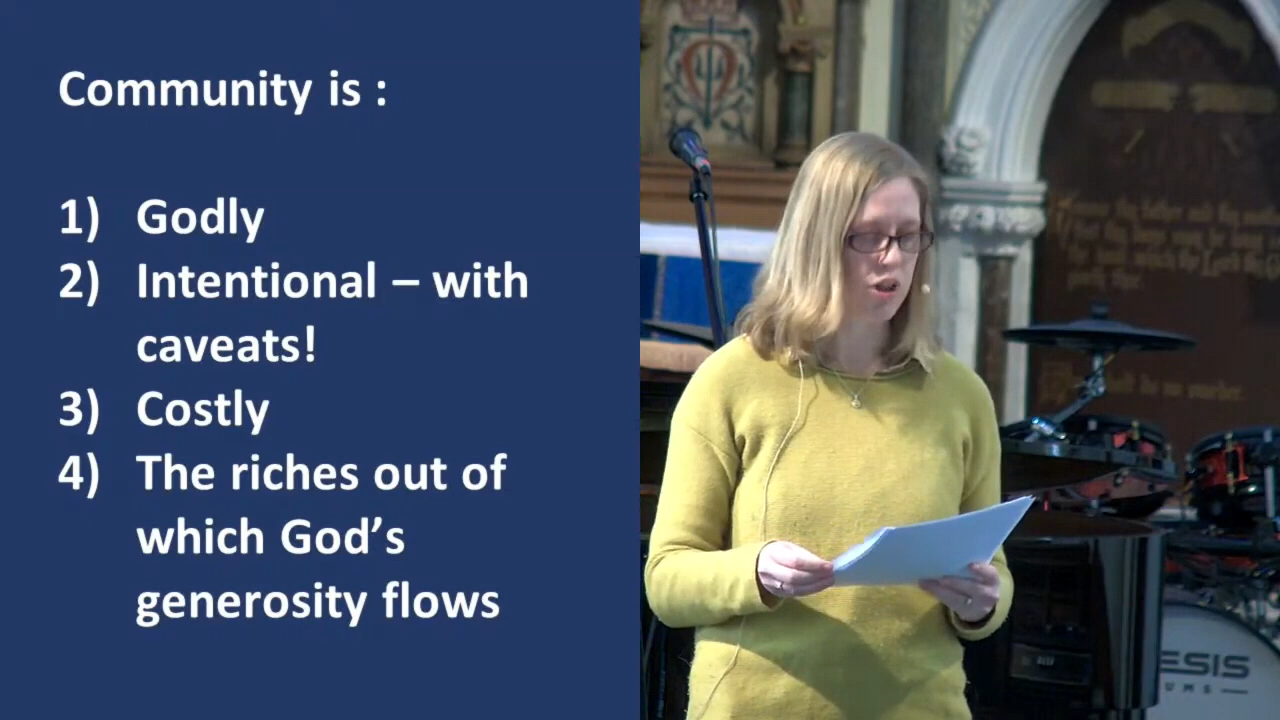 Community is :
1) Godly
2) Intentional – with
caveats!
3) Costly
4) The riches out of
which God's
generosity flows
ESIS
UMS